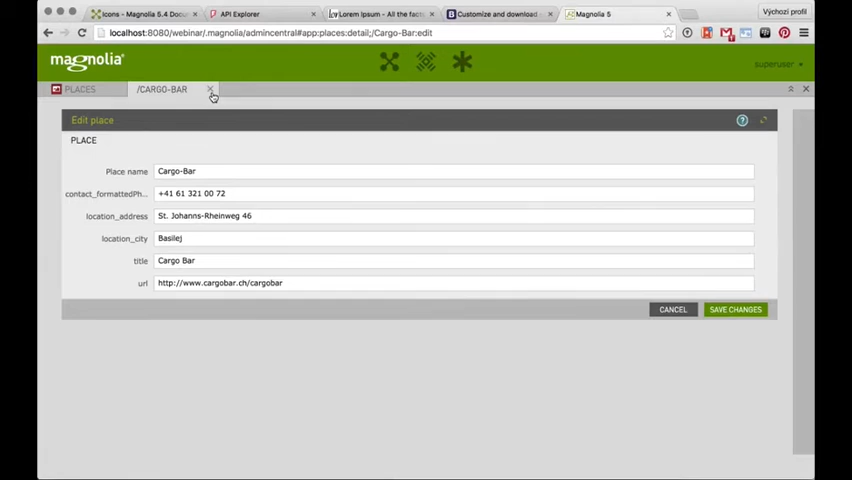 Icons - Magnolia 5.4 Docu
API Explorer
Lorem Ipsum - All the facts
Customize and download
Magnolia 5
Výchozí profil
localhost:8080/webinar/.magnolia/admincentral#app:places:detail;/Cargo-Bar:edit
magnolia
superuser
PLACES
/CARGO-BAR
Edit place
PLACE
Place name
Cargo-Bar
contact_formattedPh...
+41 61 321 00 72
location_address
St. Johanns-Rheinweg 46
location_city
Basilej
title
Cargo Bar
url
http://www.cargobar.ch/cargobar
CANCEL
SAVE CHANGES